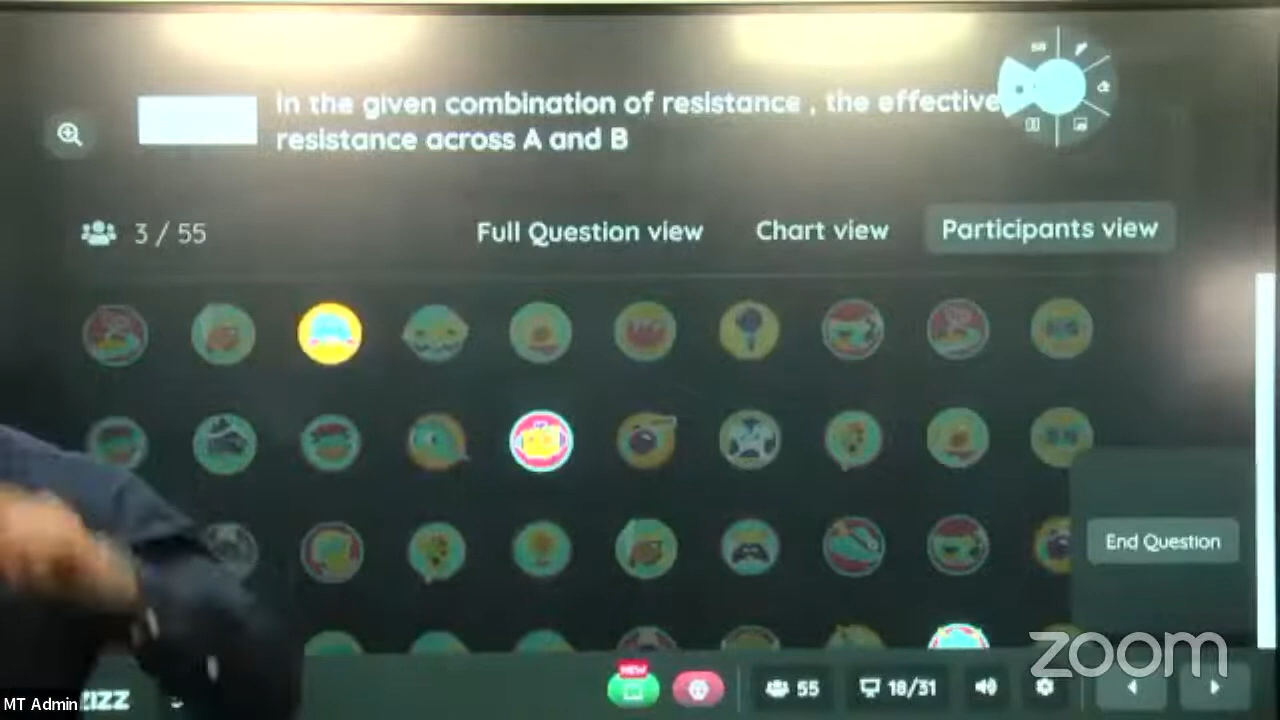 In the given combination of resistance , the effective
resistance across A and B
3 / 55
Full Question view
Chart view
Participants view
End Question
zoom
NEW
55
18/31
MT Admin
ZIZZ